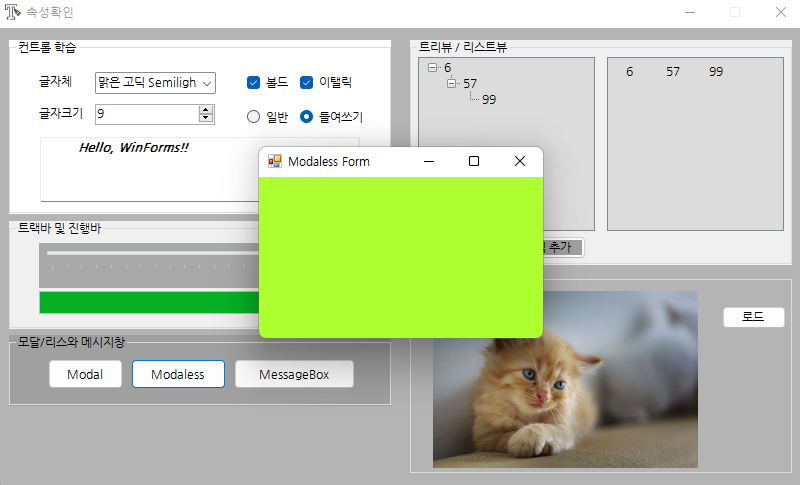 속성확인
컨트롤 학습
글자체
맑은 고딕 Semiligh
볼드
이탤릭
글자크기
9
일반
들여쓰기
Hello, WinForms!!
트랙바 및 진행바
모달/리스와 메시지창
Modal
Modaless
MessageBox
Modaless Form
트리뷰 / 리스트뷰
6
57
99
6 57 99
추가
로드